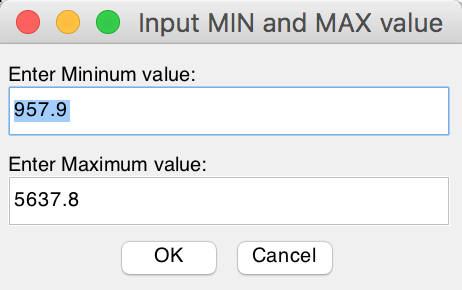 Input MIN and MAX value
Enter Mininum value:
957.9
Enter Maximum value:
5637.8
OK Cancel